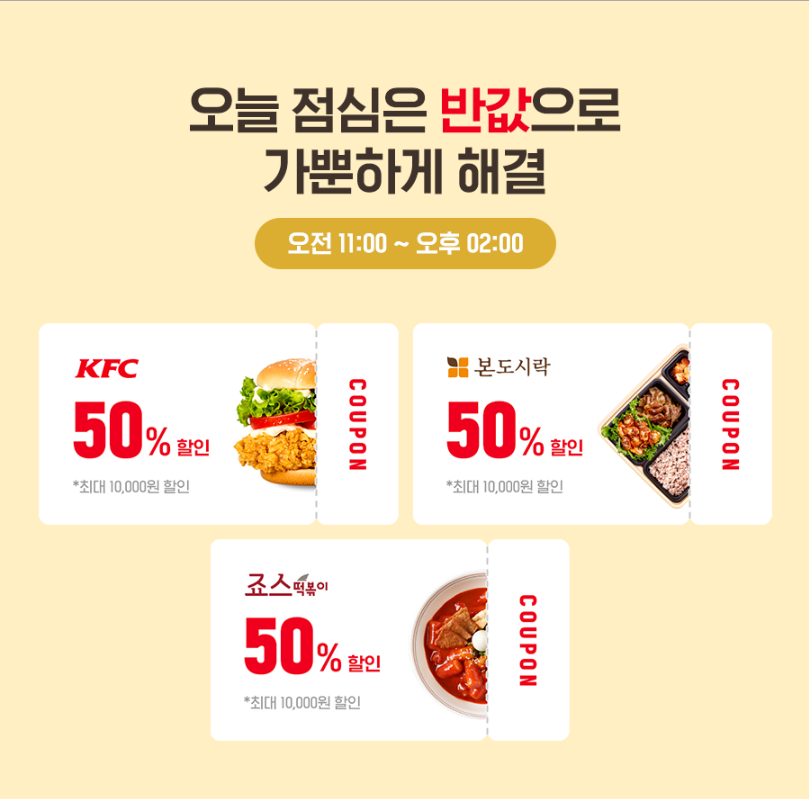 오늘 점심은 반값으로
가뿐하게 해결
오전 11:00 ~ 오후 02:00
KFC
50% 할인
*최대 10,000원 할인
COUPON
본도시락
50% 할인
*최대 10,000원 할인
COUPON
죠스떡볶이
50% 할인
*최대 10,000원 할인
COUPON